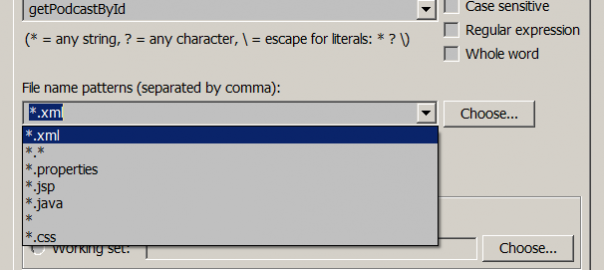 getPodcastById
Case sensitive
(* = any string, ? = any character, \ = escape for literals: * ? \)
Regular expression
Whole word
File name patterns (separated by comma):
*.xml
Choose...
*.xml
*.*
*.properties
*.jsp
*.java
*
*.css
Working set:
Choose...